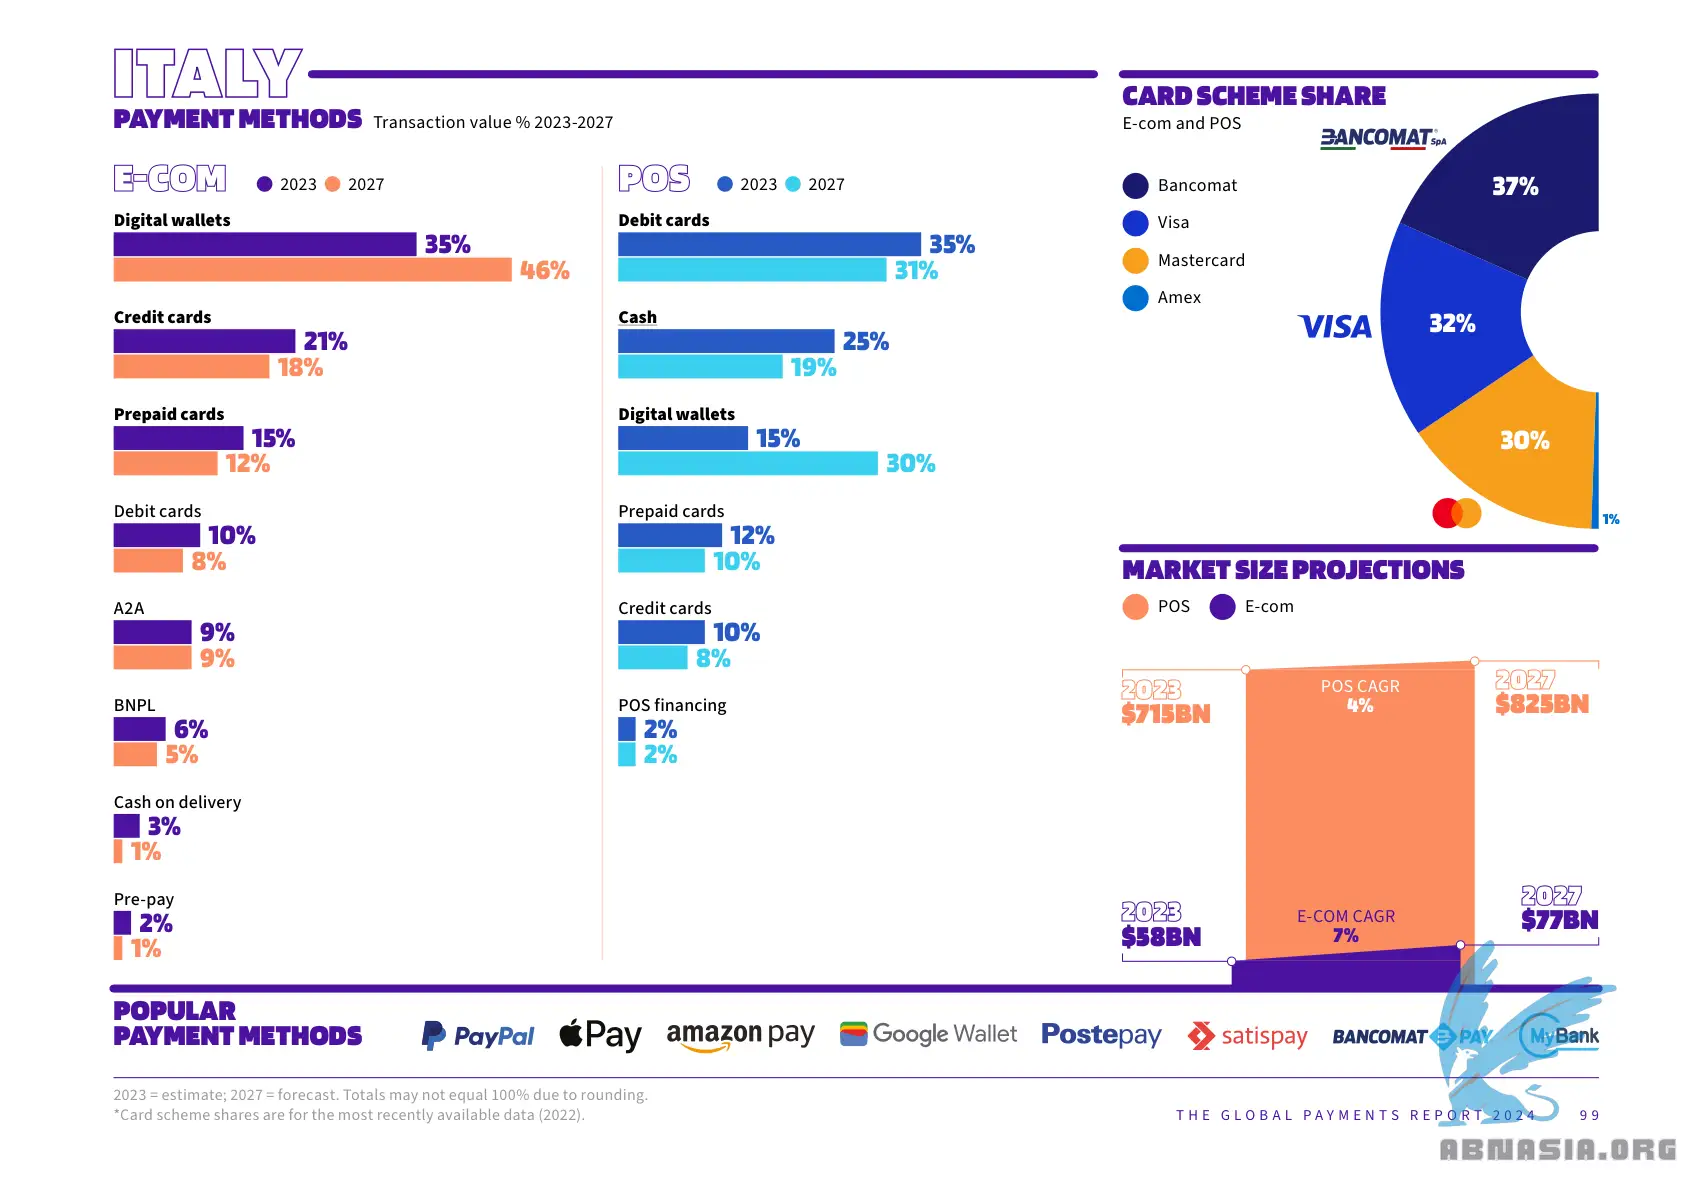 ITALY
PAYMENT METHODS Transaction value % 2023-2027
E-COM 2023 2027
Digital wallets
35%
46%
Credit cards
21%
18%
Prepaid cards
15%
12%
Debit cards
10%
8%
A2A
9%
9%
BNPL
6%
5%
Cash on delivery
3%
1%
Pre-pay
2%
1%
POS 2023 2027
Debit cards
35%
31%
Cash
25%
19%
Digital wallets
15%
30%
Prepaid cards
12%
10%
Credit cards
10%
8%
POS financing
2%
2%
CARD SCHEME SHARE
E-com and POS
BANCOMAT SpA
Bancomat
Visa
Mastercard
Amex
37%
VISA
32%
30%
1%
MARKET SIZE PROJECTIONS
POS E-com
2023
$715BN
POS CAGR
4%
2027
$825BN
2023
$58BN
E-COM CAGR
7%
2027
$77BN
POPULAR
PAYMENT METHODS
PayPal Pay amazon pay Google Wallet Postepay satispay BANCOMAT PAY MyBank
2023 = estimate; 2027 = forecast. Totals may not equal 100% due to rounding.
*Card scheme shares are for the most recently available data (2022).
THE GLOBAL PAYMENTS REPORT 2024 99
ABNASIA.ORG